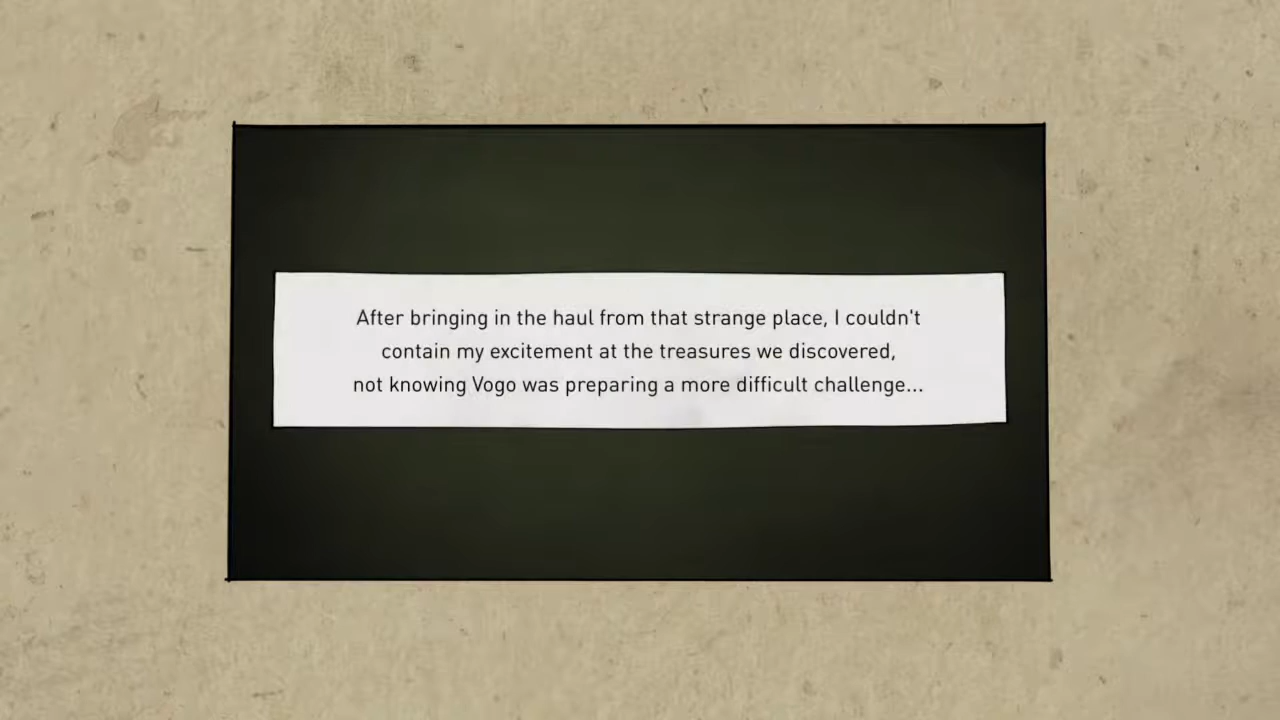 After bringing in the haul from that strange place, I couldn't
contain my excitement at the treasures we discovered,
not knowing Vogo was preparing a more difficult challenge...